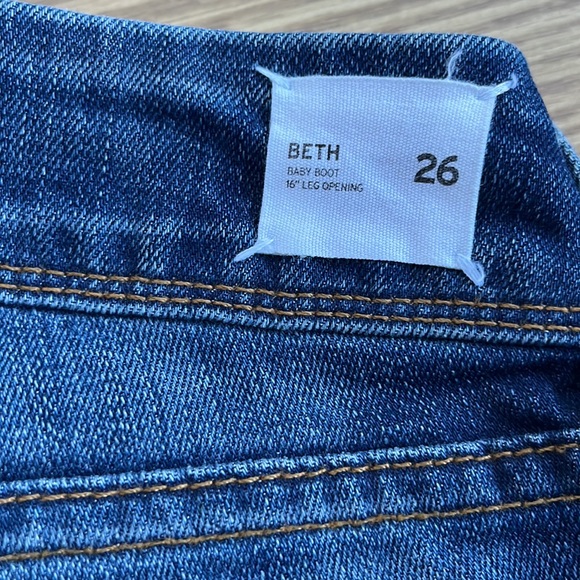 BETH
BABY BOOT
16" LEG OPENING
26